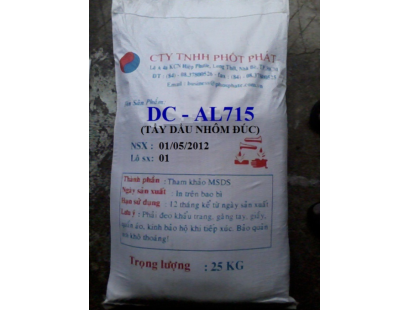 CTY TNHH PHỐT PHÁT
DC - AL715
(TẨY DẦU NHÔM ĐÚC)
NSX : 01/05/2012
Lô sx: 01
Thành phần : Tham khảo MSDS
Ngày sản xuất : In trên bao bì
Hạn sử dụng : 12 tháng kể từ ngày sản xuất
Lưu ý : Phải đeo khẩu trang, găng tay, giầy,
quần áo, kính bảo hộ khi tiếp xúc. Bảo quản
nơi khô thoáng!
Trọng lượng : 25 KG